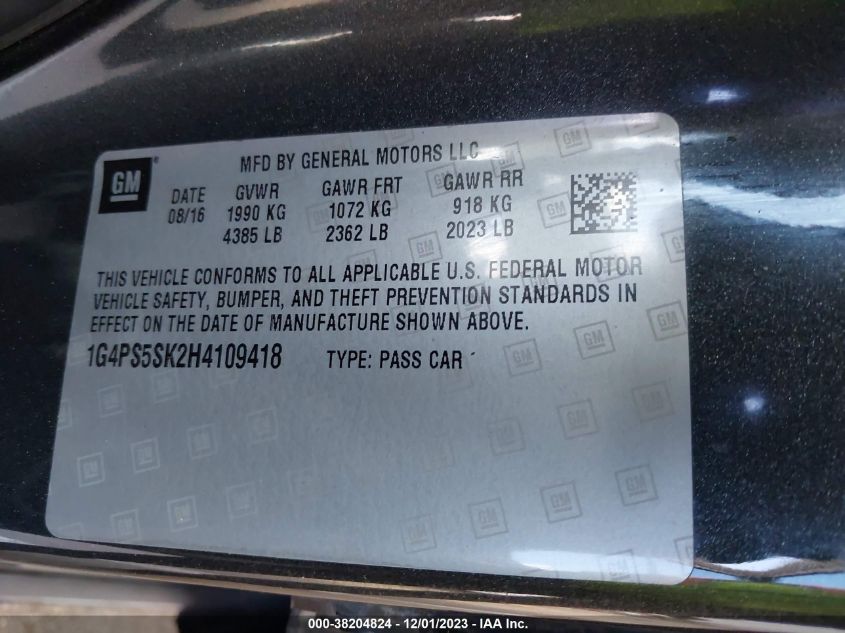 GM
MFD BY GENERAL MOTORS LLC
DATE GVWR GAWR FRT GAWR RR
08/16 1990 KG 1072 KG 918 KG
4385 LB 2362 LB 2023 LB
THIS VEHICLE CONFORMS TO ALL APPLICABLE U.S. FEDERAL MOTOR
VEHICLE SAFETY, BUMPER, AND THEFT PREVENTION STANDARDS IN
EFFECT ON THE DATE OF MANUFACTURE SHOWN ABOVE.
1G4PS5SK2H4109418 TYPE: PASS CAR
000-38204824 - 12/01/2023 - IAA Inc.